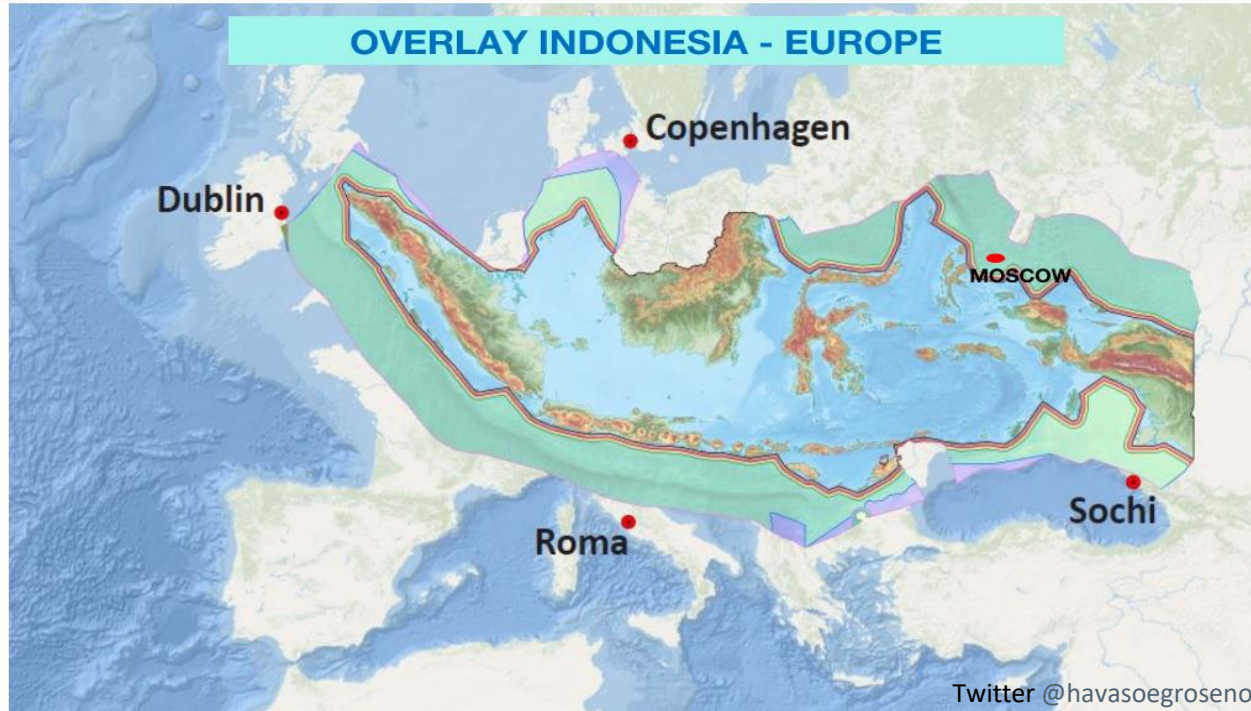 OVERLAY INDONESIA - EUROPE
Copenhagen
Dublin
MOSCOW
Sochi
Roma
Twitter @havasoegroseno